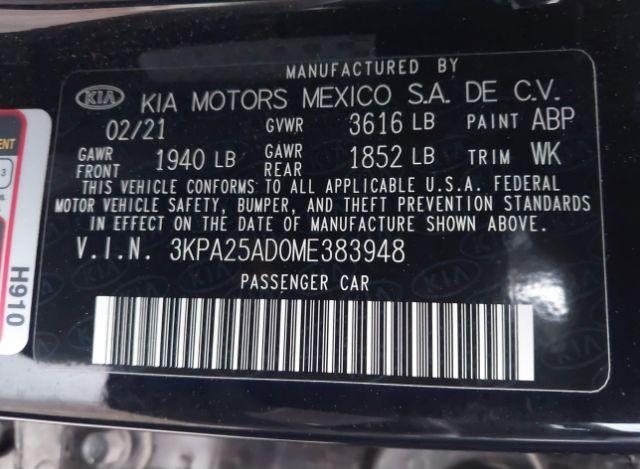 MANUFACTURED BY
KIA KIA MOTORS MEXICO S.A. DE C.V.
02/21 GVWR 3616 LB PAINT ABP
GAWR FRONT 1940 LB GAWR REAR 1852 LB TRIM WK
THIS VEHICLE CONFORMS TO ALL APPLICABLE U.S.A. FEDERAL
MOTOR VEHICLE SAFETY, BUMPER, AND THEFT PREVENTION STANDARDS
IN EFFECT ON THE DATE OF MANUFACTURE SHOWN ABOVE.
V.I.N. 3KPA25AD0ME383948
PASSENGER CAR
H910